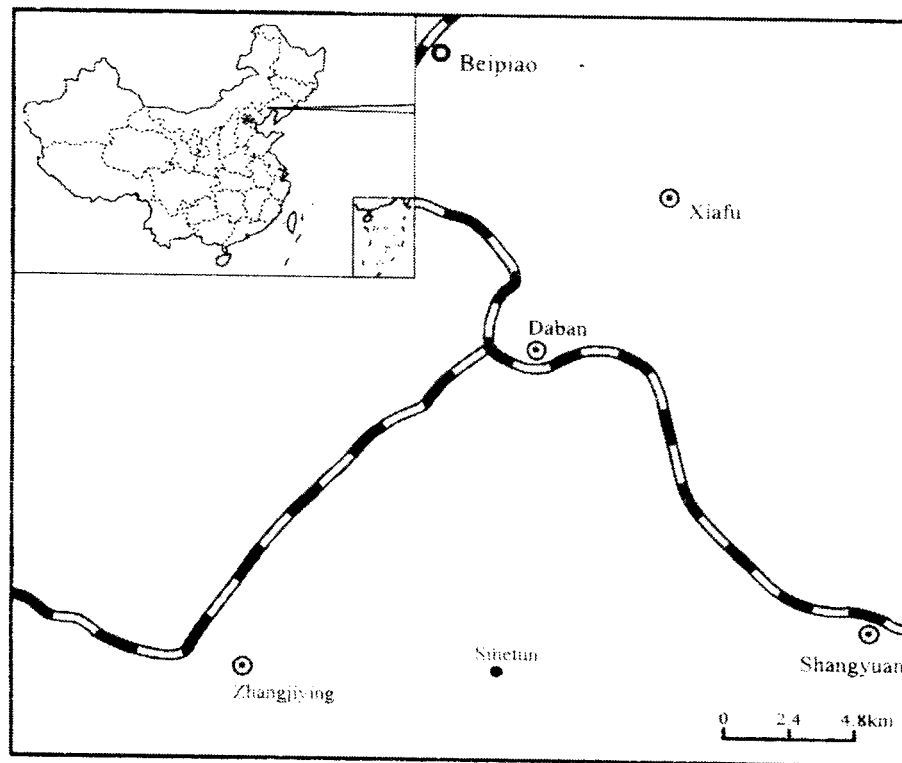 Beipiao
Xiafu
Daban
Sihetun
Zhangjiying
Shangyuan
0 2.4 4.8km